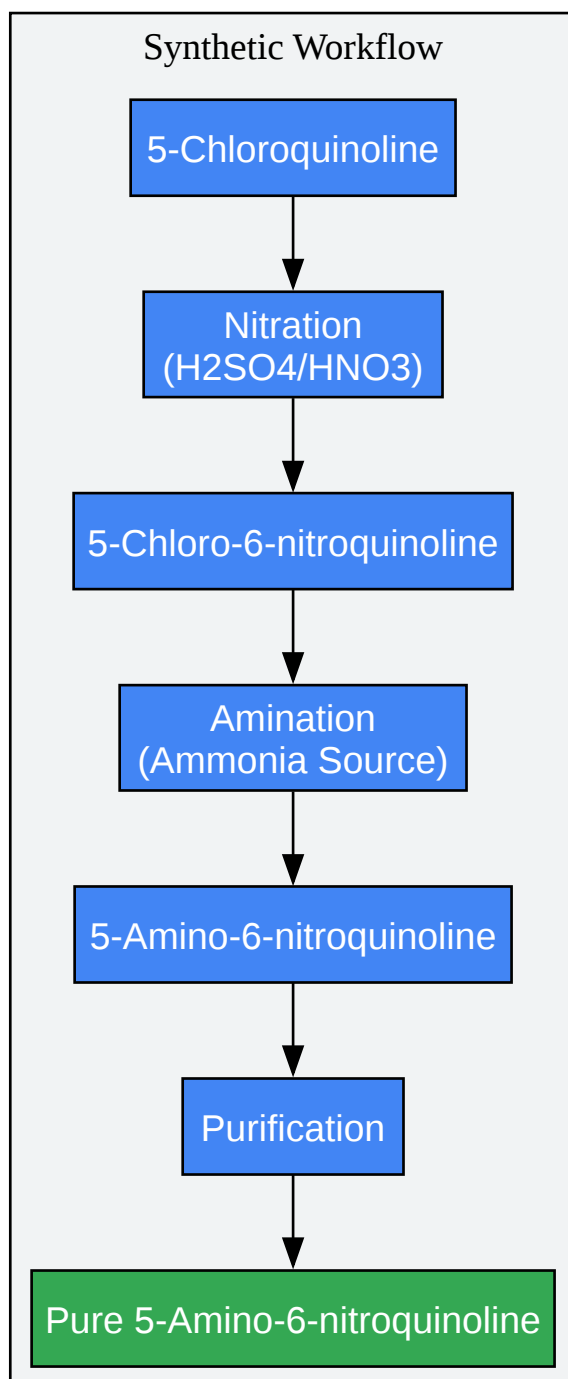 Synthetic Workflow
5-Chloroquinoline
Nitration
(H2SO4/HNO3)
5-Chloro-6-nitroquinoline
Amination
(Ammonia Source)
5-Amino-6-nitroquinoline
Purification
Pure 5-Amino-6-nitroquinoline